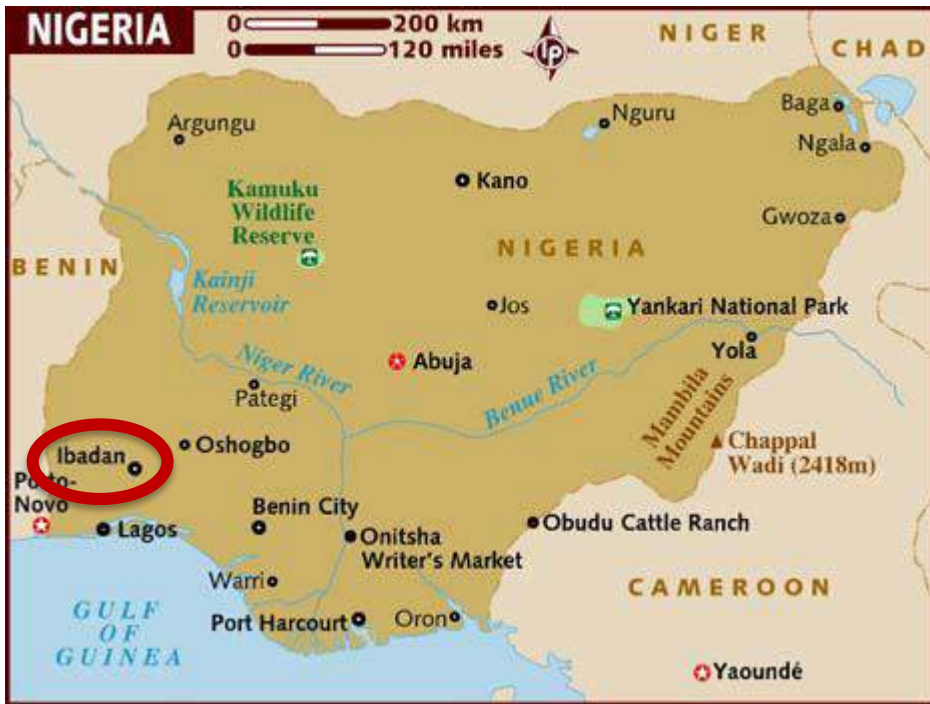 NIGERIA
0 200 km
0 120 miles
lp
NIGER
CHAD
Argungu
Nguru
Baga
Ngala
Kano
Kamuku
Wildlife
Reserve
Gwoza
NIGERIA
BENIN
Kainji
Reservoir
Jos
Yankari National Park
Niger River
Abuja
Yola
Pategi
Benue River
Mambila
Mountains
Chappal
Wadi (2418m)
Ibadan
Oshogbo
Porto-
Novo
Lagos
Benin City
Onitsha
Writer's Market
Obudu Cattle Ranch
Warri
CAMEROON
GULF
OF
GUINEA
Port Harcourt
Oron
Yaoundé